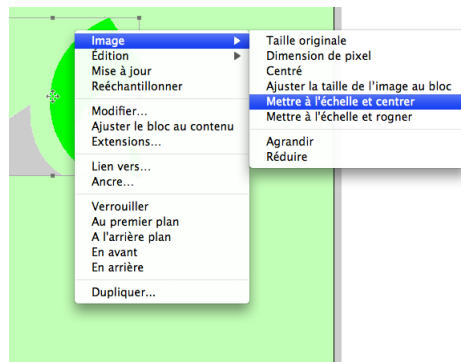 Image
Édition
Mise à jour
Reéchantillonner
Modifier...
Ajuster le bloc au contenu
Extensions...
Lien vers...
Ancre...
Verrouiller
Au premier plan
A l'arrière plan
En avant
En arrière
Dupliquer...
Taille originale
Dimension de pixel
Centré
Ajuster la taille de l'image au bloc
Mettre à l'échelle et centrer
Mettre à l'échelle et rogner
Agrandir
Réduire